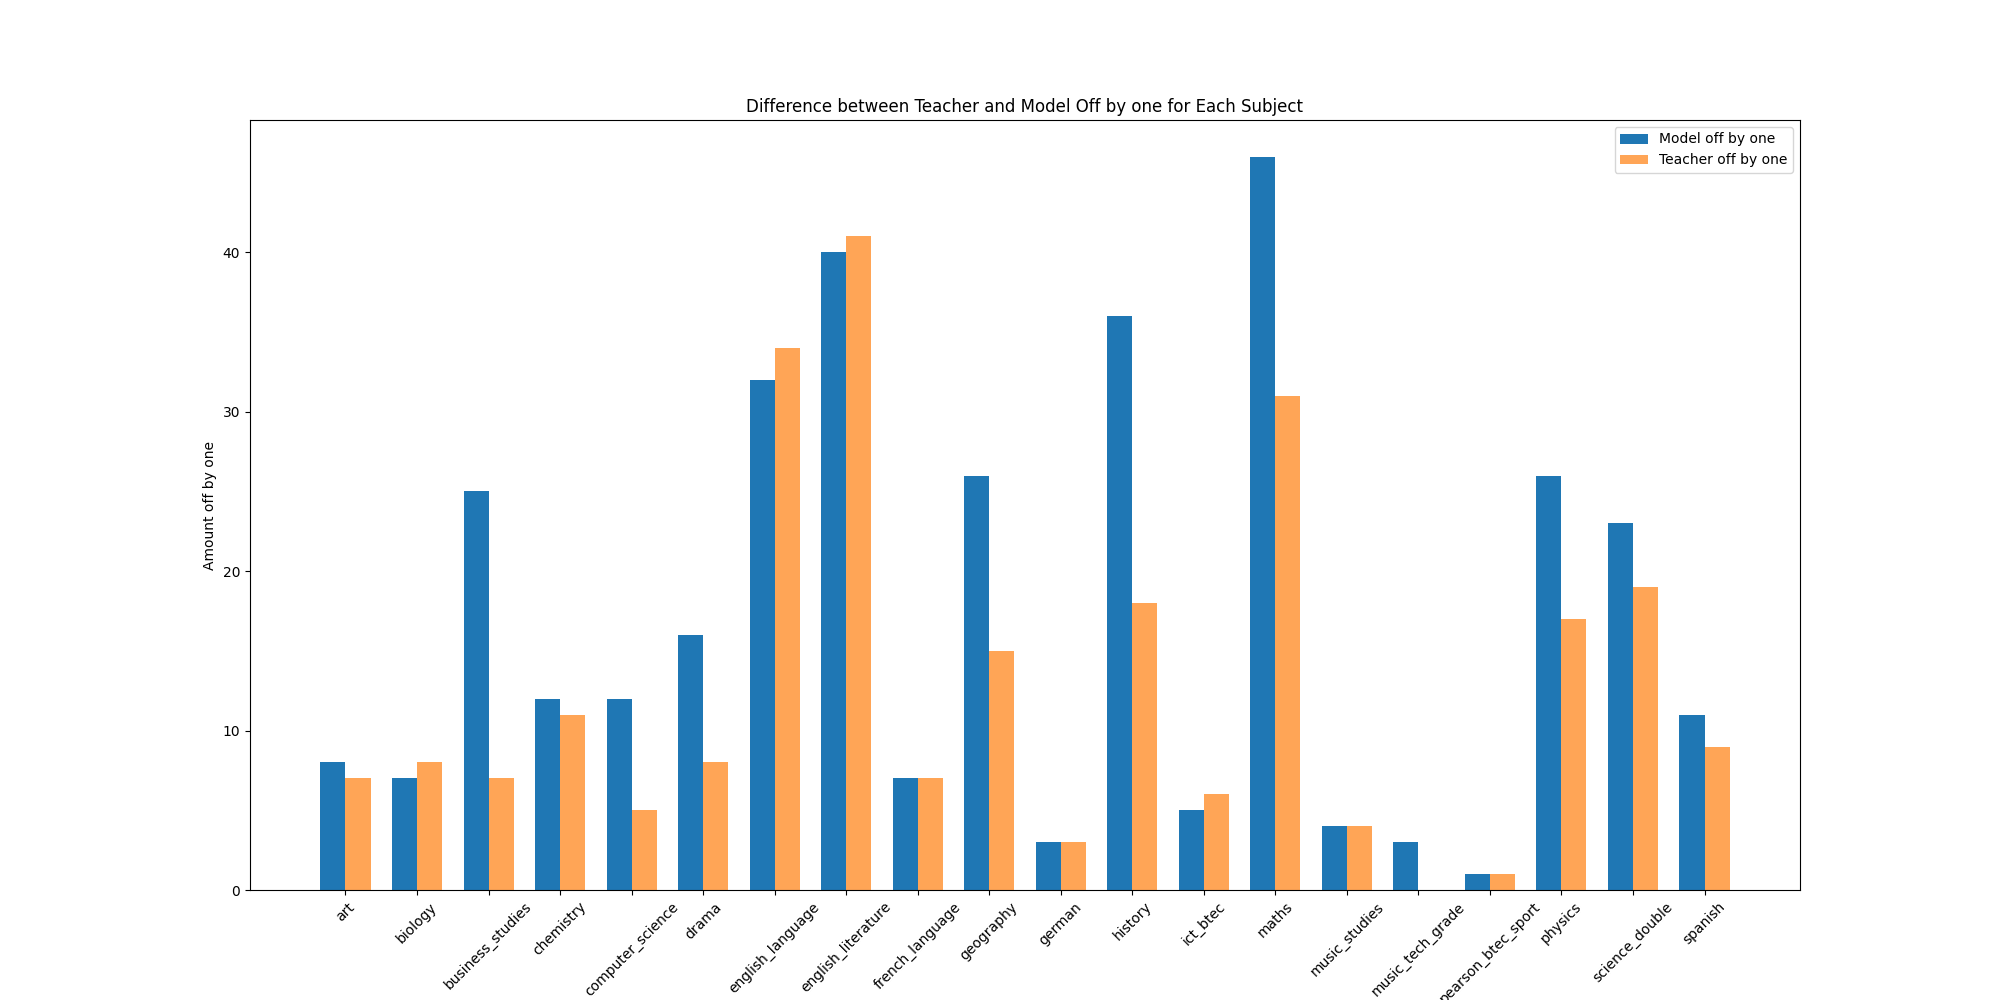 Difference between Teacher and Model Off by one for Each Subject
Model off by one
Teacher off by one
Amount off by one
40
30
20
10
0
art
biology
business_studies
chemistry
computer_science
drama
english_language
english_literature
french_language
geography
german
history
ict_btec
maths
music_studies
music_tech_grade
pearson_btec_sport
physics
science_double
spanish